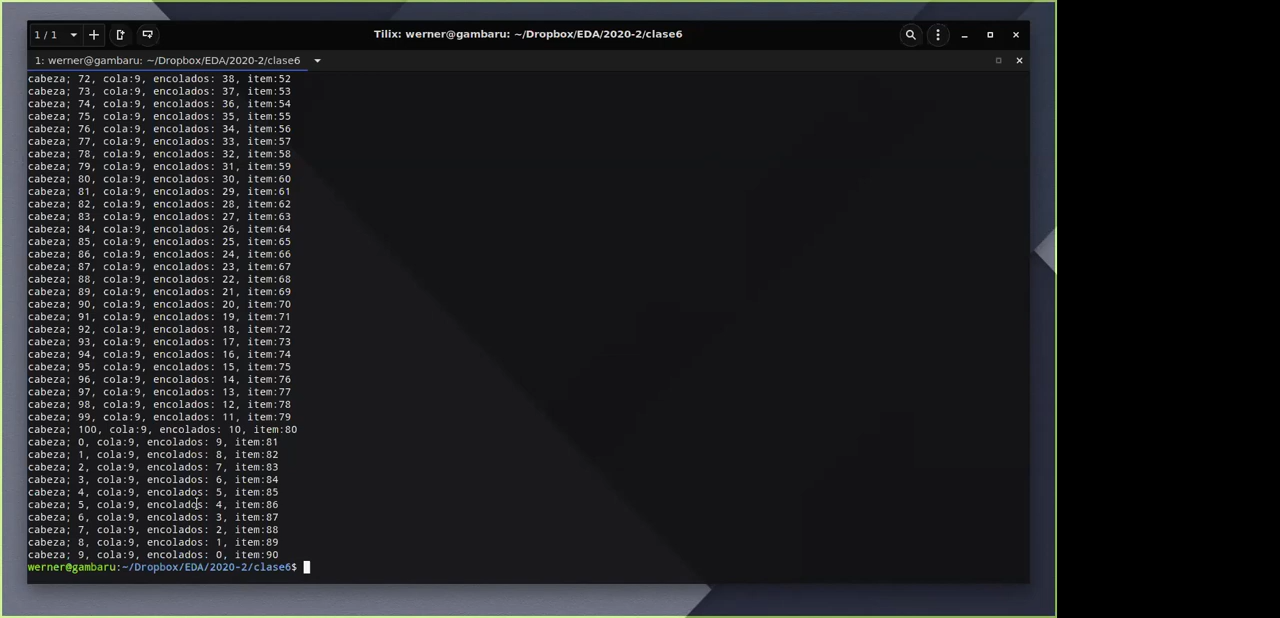 1 / 1
Tilix: werner@gambaru: ~/Dropbox/EDA/2020-2/clase6
1: werner@gambaru: ~/Dropbox/EDA/2020-2/clase6
cabeza; 72, cola:9, encolados: 38, item:52
cabeza; 73, cola:9, encolados: 37, item:53
cabeza; 74, cola:9, encolados: 36, item:54
cabeza; 75, cola:9, encolados: 35, item:55
cabeza; 76, cola:9, encolados: 34, item:56
cabeza; 77, cola:9, encolados: 33, item:57
cabeza; 78, cola:9, encolados: 32, item:58
cabeza; 79, cola:9, encolados: 31, item:59
cabeza; 80, cola:9, encolados: 30, item:60
cabeza; 81, cola:9, encolados: 29, item:61
cabeza; 82, cola:9, encolados: 28, item:62
cabeza; 83, cola:9, encolados: 27, item:63
cabeza; 84, cola:9, encolados: 26, item:64
cabeza; 85, cola:9, encolados: 25, item:65
cabeza; 86, cola:9, encolados: 24, item:66
cabeza; 87, cola:9, encolados: 23, item:67
cabeza; 88, cola:9, encolados: 22, item:68
cabeza; 89, cola:9, encolados: 21, item:69
cabeza; 90, cola:9, encolados: 20, item:70
cabeza; 91, cola:9, encolados: 19, item:71
cabeza; 92, cola:9, encolados: 18, item:72
cabeza; 93, cola:9, encolados: 17, item:73
cabeza; 94, cola:9, encolados: 16, item:74
cabeza; 95, cola:9, encolados: 15, item:75
cabeza; 96, cola:9, encolados: 14, item:76
cabeza; 97, cola:9, encolados: 13, item:77
cabeza; 98, cola:9, encolados: 12, item:78
cabeza; 99, cola:9, encolados: 11, item:79
cabeza; 100, cola:9, encolados: 10, item:80
cabeza; 0, cola:9, encolados: 9, item:81
cabeza; 1, cola:9, encolados: 8, item:82
cabeza; 2, cola:9, encolados: 7, item:83
cabeza; 3, cola:9, encolados: 6, item:84
cabeza; 4, cola:9, encolados: 5, item:85
cabeza; 5, cola:9, encolados: 4, item:86
cabeza; 6, cola:9, encolados: 3, item:87
cabeza; 7, cola:9, encolados: 2, item:88
cabeza; 8, cola:9, encolados: 1, item:89
cabeza; 9, cola:9, encolados: 0, item:90
werner@gambaru:~/Dropbox/EDA/2020-2/clase6$